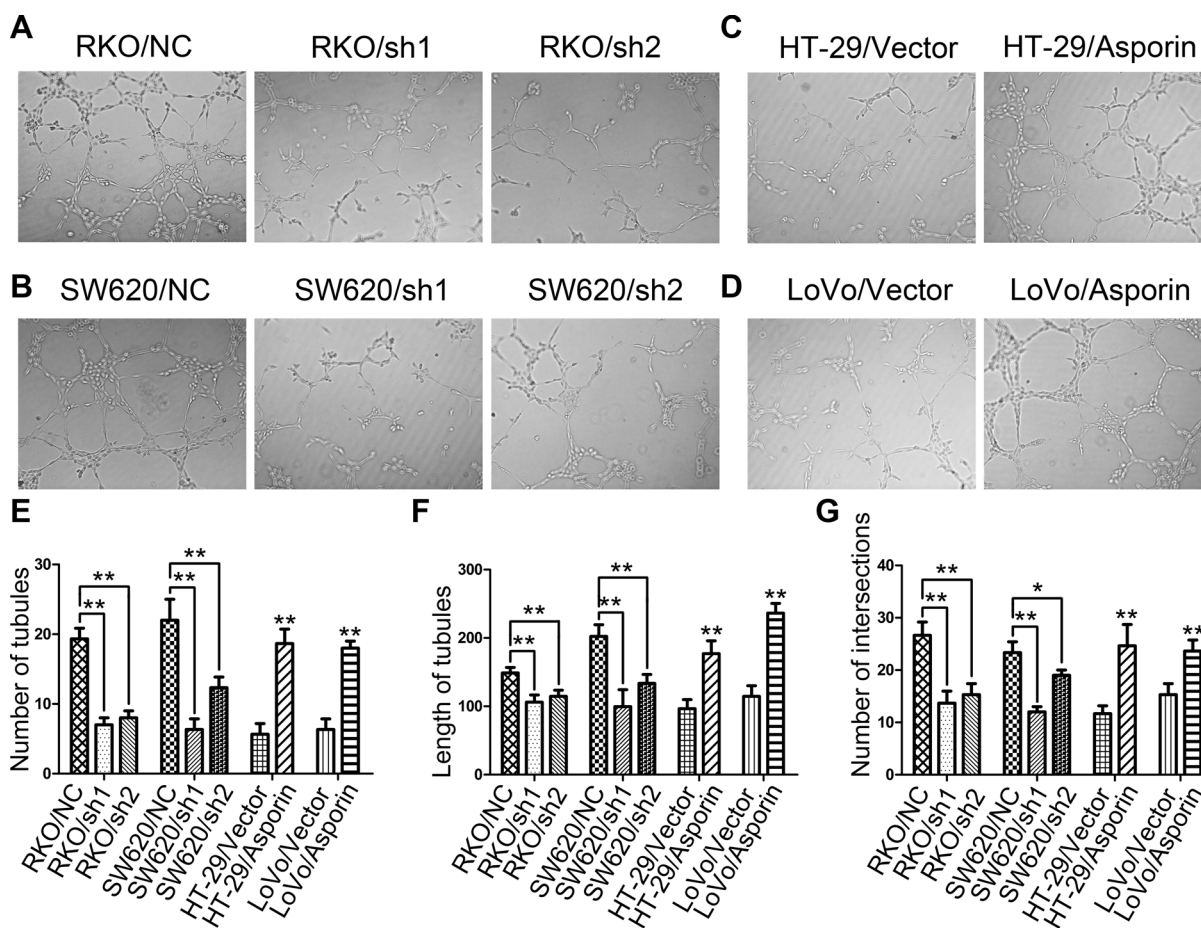 A
RKO/NC
RKO/sh1
RKO/sh2
C
HT-29/Vector
HT-29/Asporin
B
SW620/NC
SW620/sh1
SW620/sh2
D
LoVo/Vector
LoVo/Asporin
E
Number of tubules
30
20
10
0
**
**
**
**
**
**
RKO/NC
RKO/sh1
RKO/sh2
SW620/NC
SW620/sh1
SW620/sh2
HT-29/Vector
HT-29/Asporin
LoVo/Vector
LoVo/Asporin
F
Length of tubules
300
200
100
0
**
**
**
**
**
**
RKO/NC
RKO/sh1
RKO/sh2
SW620/NC
SW620/sh1
SW620/sh2
HT-29/Vector
HT-29/Asporin
LoVo/Vector
LoVo/Asporin
G
Number of intersections
40
30
20
10
0
**
**
*
**
**
**
RKO/NC
RKO/sh1
RKO/sh2
SW620/NC
SW620/sh1
SW620/sh2
HT-29/Vector
HT-29/Asporin
LoVo/Vector
LoVo/Asporin